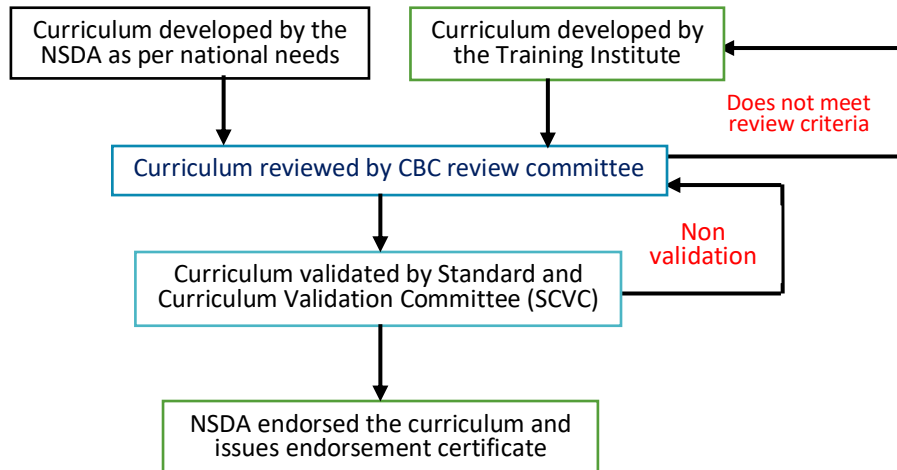 Curriculum developed by the
NSDA as per national needs
Curriculum developed by
the Training Institute
Does not meet
review criteria
Curriculum reviewed by CBC review committee
Non
validation
Curriculum validated by Standard and
Curriculum Validation Committee (SCVC)
NSDA endorsed the curriculum and
issues endorsement certificate